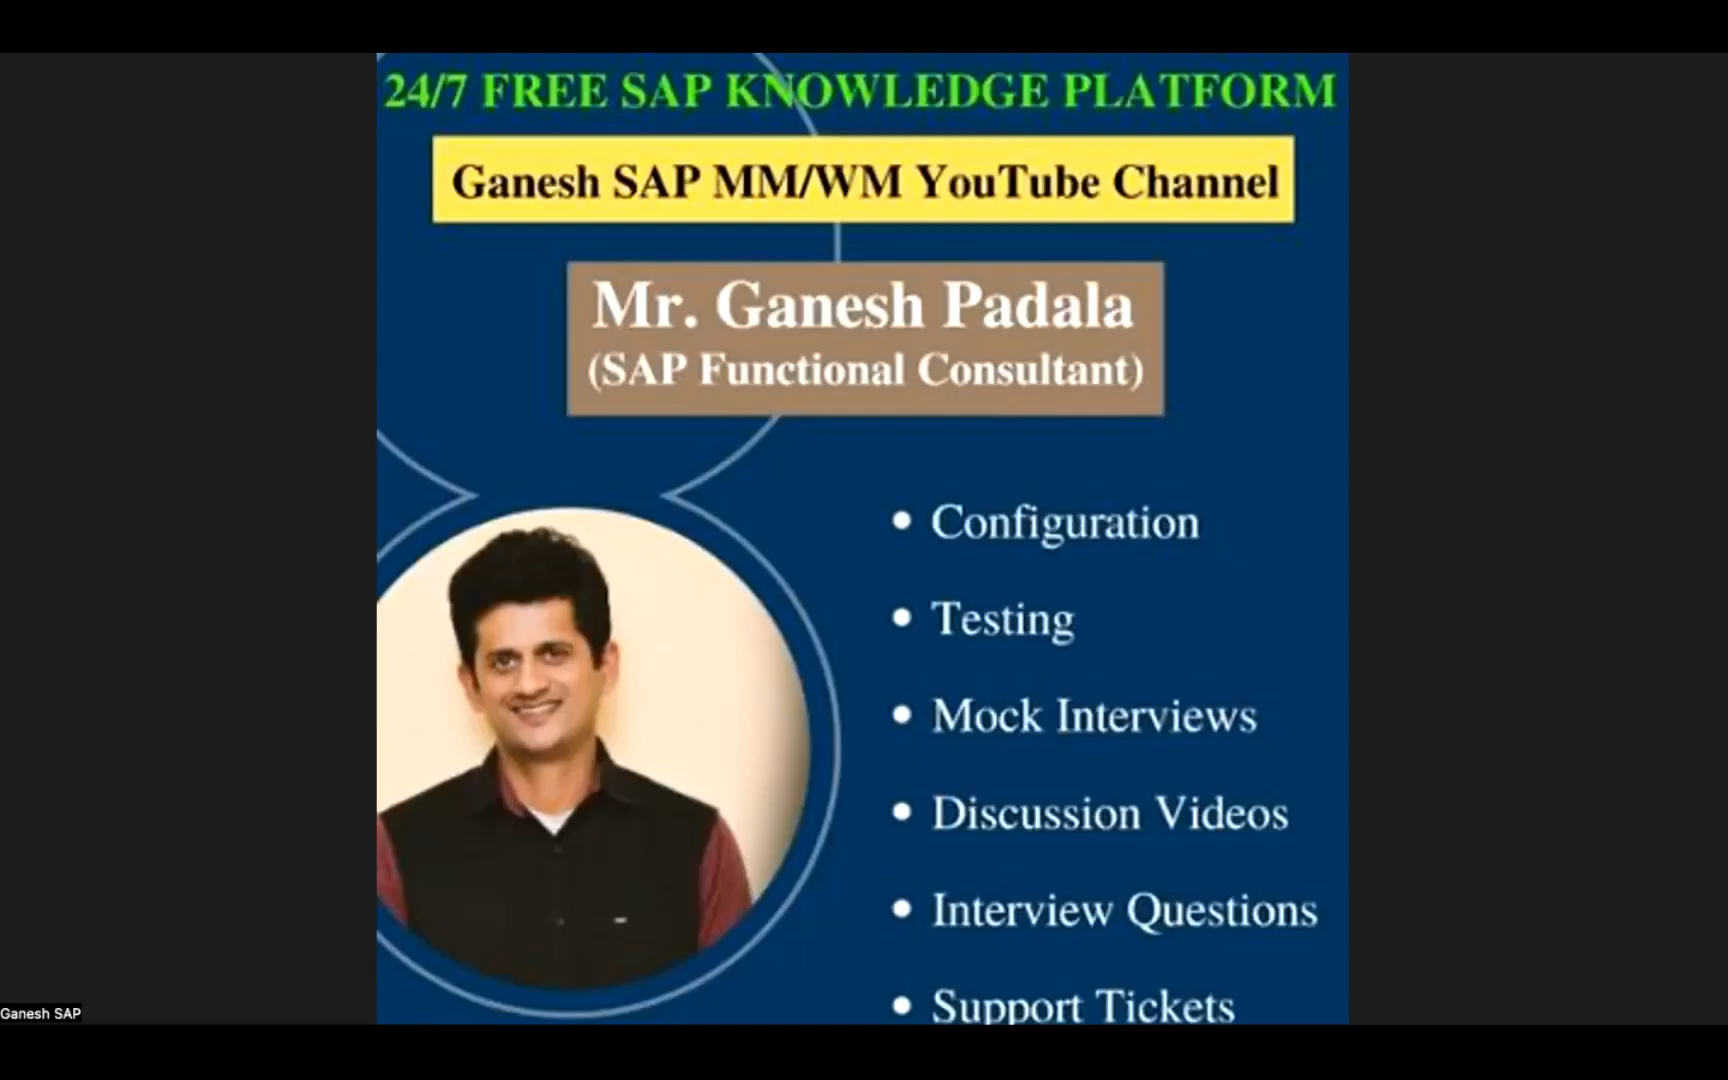 24/7 FREE SAP KNOWLEDGE PLATFORM
Ganesh SAP MM/WM YouTube Channel
Mr. Ganesh Padala
(SAP Functional Consultant)
• Configuration
• Testing
• Mock Interviews
• Discussion Videos
• Interview Questions
• Support Tickets
Ganesh SAP